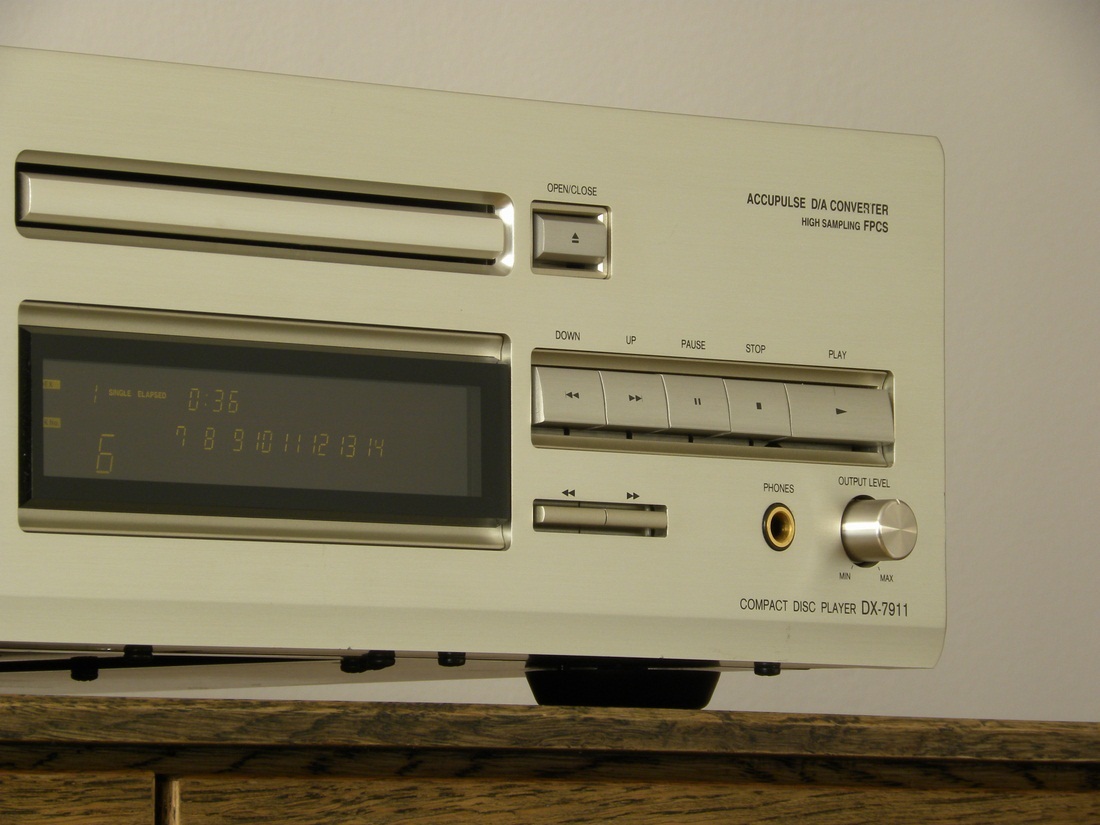 OPEN/CLOSE
ACCUPULSE D/A CONVERTER
HIGH SAMPLING FPCS
DOWN UP PAUSE STOP PLAY
1 SINGLE ELAPSED 0:36
6 7 8 9 10 11 12 13 14
PHONES
OUTPUT LEVEL
MIN MAX
COMPACT DISC PLAYER DX-7911